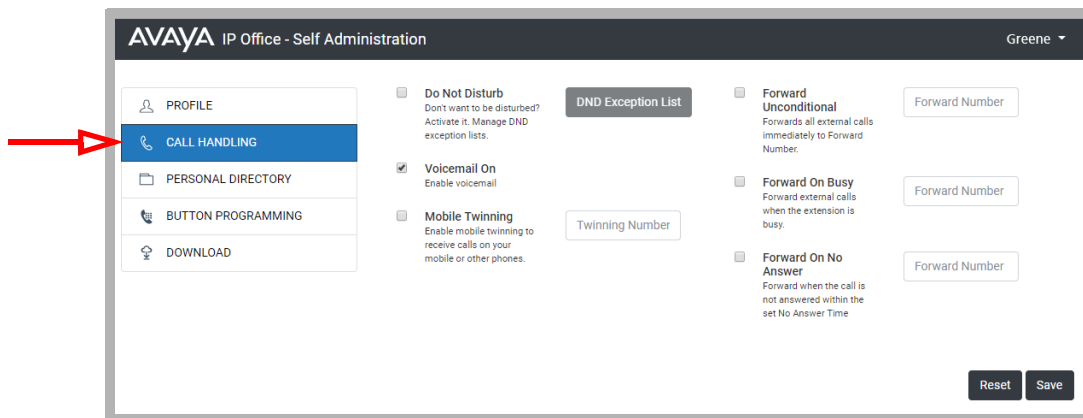 AVAYA IP Office - Self Administration
Greene
PROFILE
CALL HANDLING
PERSONAL DIRECTORY
BUTTON PROGRAMMING
DOWNLOAD
Do Not Disturb
Don't want to be disturbed?
Activate it. Manage DND
exception lists.
DND Exception List
Voicemail On
Enable voicemail
Mobile Twinning
Enable mobile twinning to
receive calls on your
mobile or other phones.
Twinning Number
Forward
Unconditional
Forwards all external calls
immediately to Forward
Number.
Forward Number
Forward On Busy
Forward external calls
when the extension is
busy.
Forward Number
Forward On No
Answer
Forward when the call is
not answered within the
set No Answer Time
Forward Number
Reset
Save